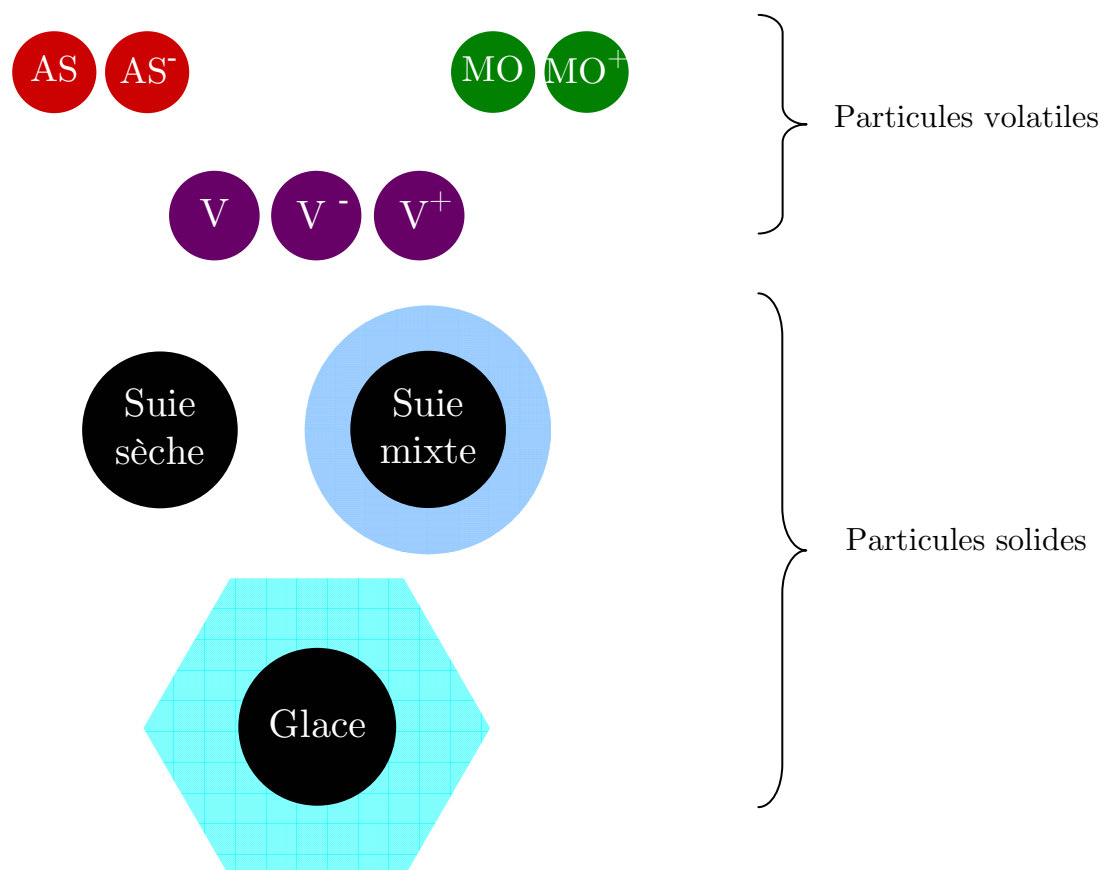 AS AS⁻ MO MO⁺
Particules volatiles
V V⁻ V⁺
Suie
sèche
Suie
mixte
Particules solides
Glace